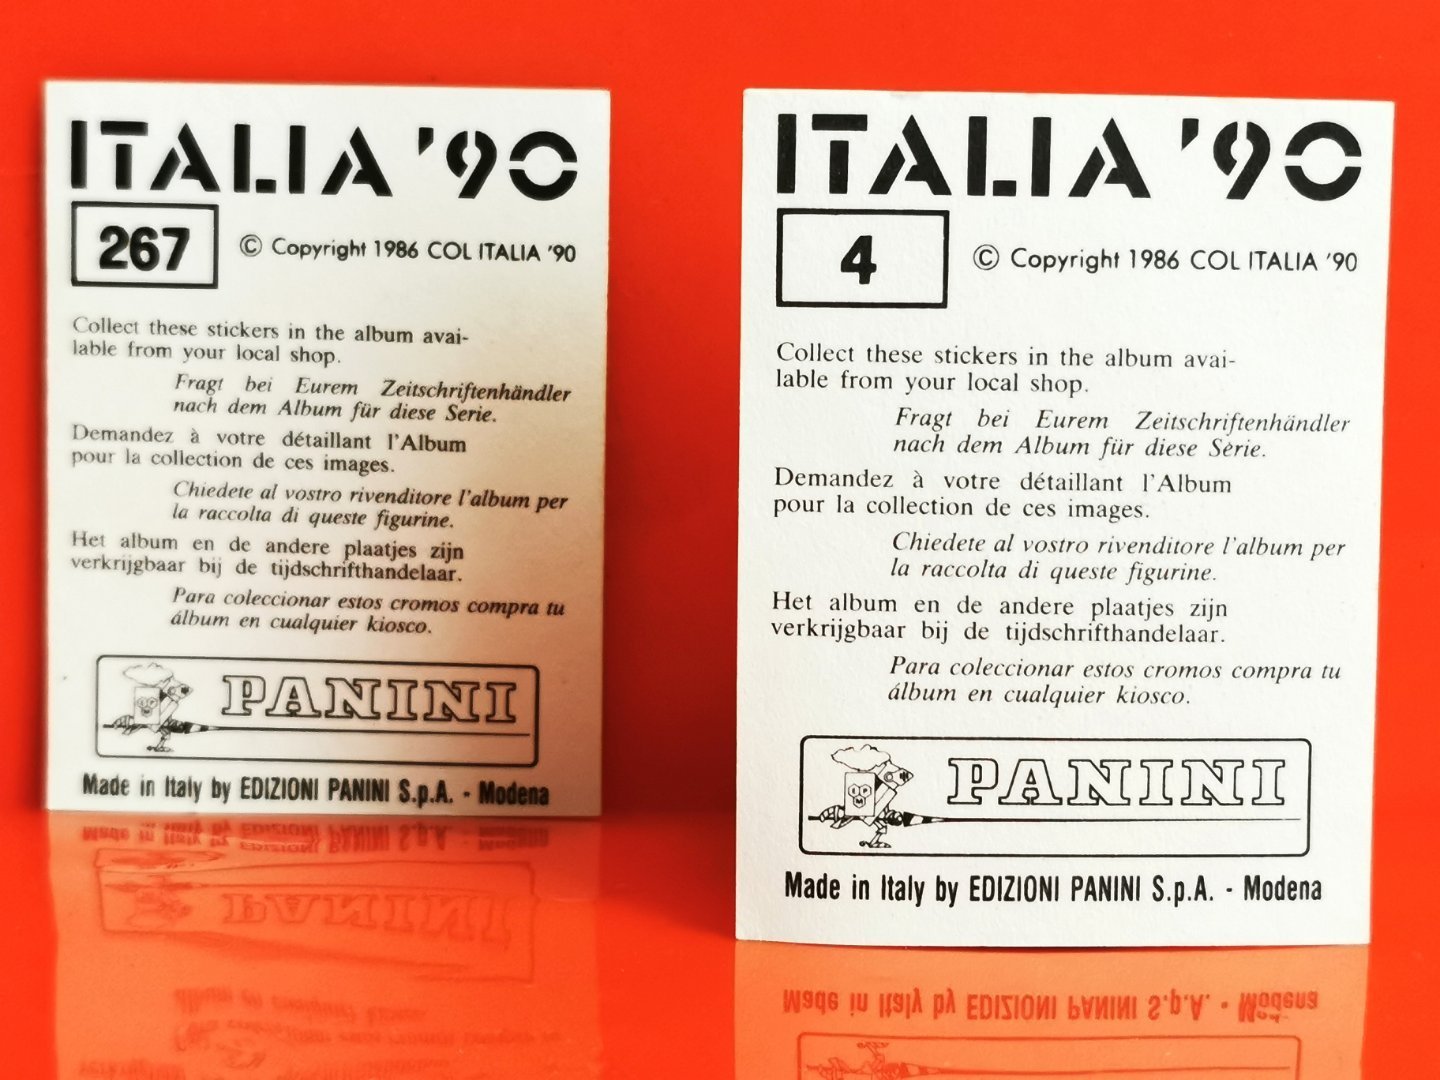 ITALIA '90
267
© Copyright 1986 COL ITALIA '90
Collect these stickers in the album avai-
lable from your local shop.
Fragt bei Eurem Zeitschriftenhändler
nach dem Album für diese Serie.
Demandez à votre détaillant l'Album
pour la collection de ces images.
Chiedete al vostro rivenditore l'album per
la raccolta di queste figurine.
Het album en de andere plaatjes zijn
verkrijgbaar bij de tijdschrifthandelaar.
Para coleccionar estos cromos compra tu
álbum en cualquier kiosco.
PANINI
Made in Italy by EDIZIONI PANINI S.p.A. - Modena
ITALIA '90
4
© Copyright 1986 COL ITALIA '90
Collect these stickers in the album avai-
lable from your local shop.
Fragt bei Eurem Zeitschriftenhändler
nach dem Album für diese Serie.
Demandez à votre détaillant l'Album
pour la collection de ces images.
Chiedete al vostro rivenditore l'album per
la raccolta di queste figurine.
Het album en de andere plaatjes zijn
verkrijgbaar bij de tijdschrifthandelaar.
Para coleccionar estos cromos compra tu
álbum en cualquier kiosco.
PANINI
Made in Italy by EDIZIONI PANINI S.p.A. - Modena